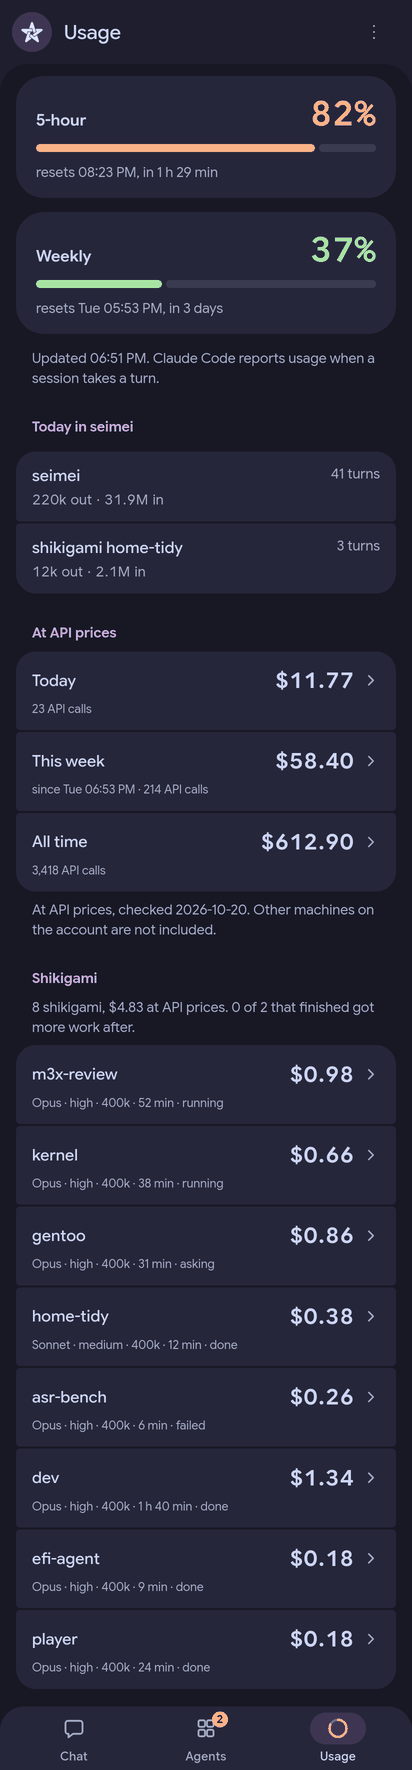 Usage
5-hour
82%
resets 08:23 PM, in 1 h 29 min
Weekly
37%
resets Tue 05:53 PM, in 3 days
Updated 06:51 PM. Claude Code reports usage when a
session takes a turn.
Today in seimei
seimei
41 turns
220k out · 31.9M in
shikigami home-tidy
3 turns
12k out · 2.1M in
At API prices
Today
$11.77
23 API calls
This week
$58.40
since Tue 06:53 PM · 214 API calls
All time
$612.90
3,418 API calls
At API prices, checked 2026-10-20. Other machines on
the account are not included.
Shikigami
8 shikigami, $4.83 at API prices. 0 of 2 that finished got
more work after.
m3x-review
$0.98
Opus · high · 400k · 52 min · running
kernel
$0.66
Opus · high · 400k · 38 min · running
gentoo
$0.86
Opus · high · 400k · 31 min · asking
home-tidy
$0.38
Sonnet · medium · 400k · 12 min · done
asr-bench
$0.26
Opus · high · 400k · 6 min · failed
dev
$1.34
Opus · high · 400k · 1 h 40 min · done
efi-agent
$0.18
Opus · high · 400k · 9 min · done
player
$0.18
Opus · high · 400k · 24 min · done
2
Chat
Agents
Usage